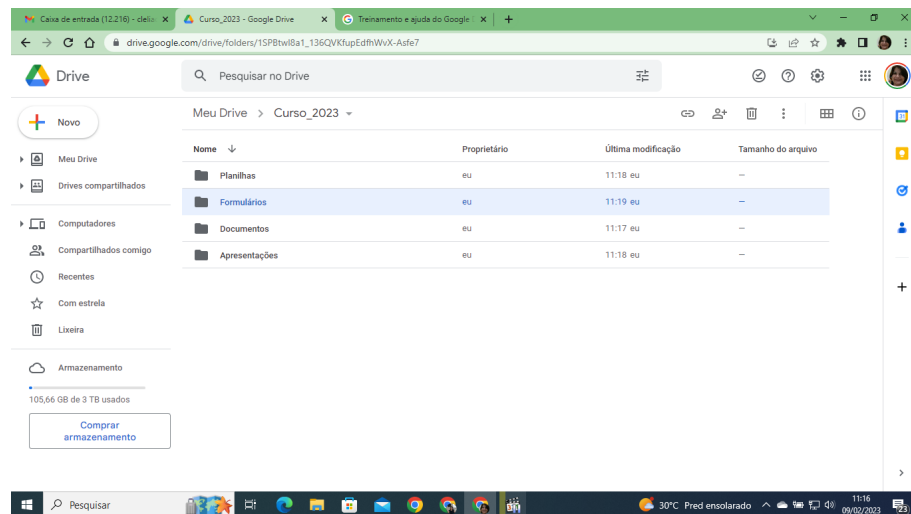 Caixa de entrada (12.216) - clelia
Curso_2023 - Google Drive
Treinamento e ajuda do Google
drive.google.com/drive/folders/1SPBtwl8a1_136QVKfupEdfhWvX-Asfe7
Drive
Pesquisar no Drive
Novo
Meu Drive > Curso_2023
Nome
Proprietário
Última modificação
Tamanho do arquivo
Meu Drive
Planilhas
eu
11:18 eu
—
Drives compartilhados
Formulários
eu
11:19 eu
—
Computadores
Documentos
eu
11:17 eu
—
Compartilhados comigo
Apresentações
eu
11:18 eu
—
Recentes
Com estrela
Lixeira
Armazenamento
105,66 GB de 3 TB usados
Comprar
armazenamento
Pesquisar
30°C Pred ensolarado
11:16
09/02/2023
23